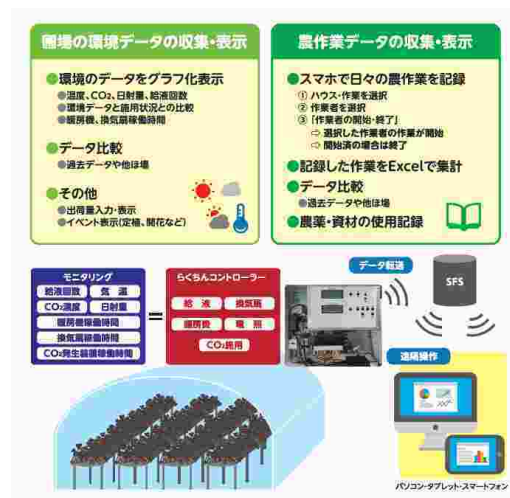 圃場の環境データの収集・表示
●環境のデータをグラフ化表示
●温度、CO2、日射量、給液回数
●環境データと施用状況との比較
●暖房機、換気扇稼働時間
●データ比較
●過去データや他ほ場
●その他
●出荷量入力・表示
●イベント表示(定植、開花など)
農作業データの収集・表示
●スマホで日々の農作業を記録
① ハウス・作業を選択
② 作業者を選択
③ 「作業者の開始・終了」
⇨ 選択した作業者の作業が開始
⇨ 開始済の場合は終了
●記録した作業をExcelで集計
●データ比較
●過去データや他ほ場
●農薬・資材の使用記録
モニタリング
給液回数 気温
CO2濃度 日射量
暖房機稼働時間
換気扇稼働時間
CO2発生装置稼働時間
=
らくちんコントローラー
給液 換気扇
暖房機 電照
CO2施用
データ転送
SFS
遠隔操作
パソコン・タブレット・スマートフォン